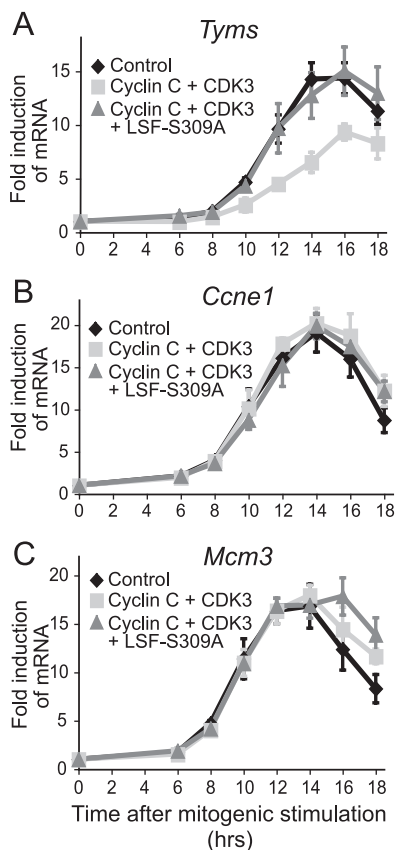 A
Tyms
Control
Cyclin C + CDK3
Cyclin C + CDK3
+ LSF-S309A
Fold induction
of mRNA
15
10
5
0
0 2 4 6 8 10 12 14 16 18
B
Ccne1
Control
Cyclin C + CDK3
Cyclin C + CDK3
+ LSF-S309A
Fold induction
of mRNA
20
15
10
5
0
0 2 4 6 8 10 12 14 16 18
C
Mcm3
Control
Cyclin C + CDK3
Cyclin C + CDK3
+ LSF-S309A
Fold induction
of mRNA
20
15
10
5
0
0 2 4 6 8 10 12 14 16 18
Time after mitogenic stimulation
(hrs)